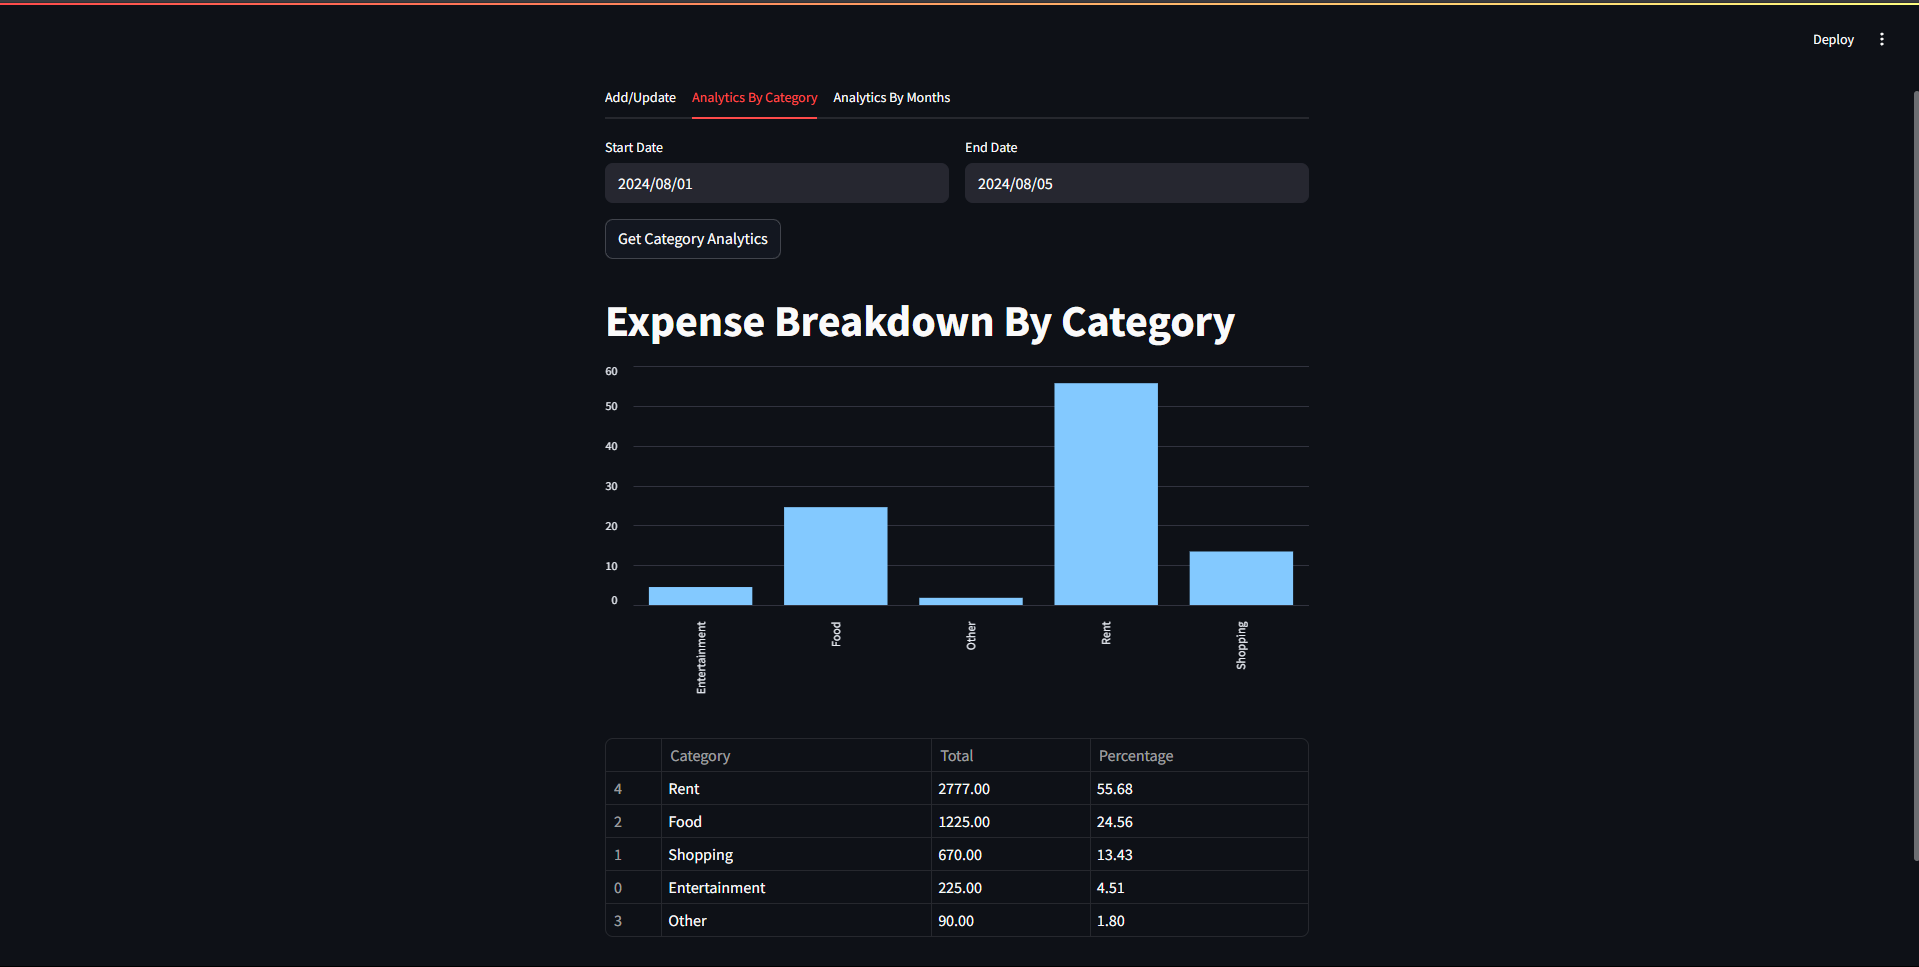 Deploy
Add/Update Analytics By Category Analytics By Months
Start Date End Date
2024/08/01 2024/08/05
Get Category Analytics
Expense Breakdown By Category
60
50
40
30
20
10
0
Entertainment Food Other Rent Shopping
Category Total Percentage
4 Rent 2777.00 55.68
2 Food 1225.00 24.56
1 Shopping 670.00 13.43
0 Entertainment 225.00 4.51
3 Other 90.00 1.80